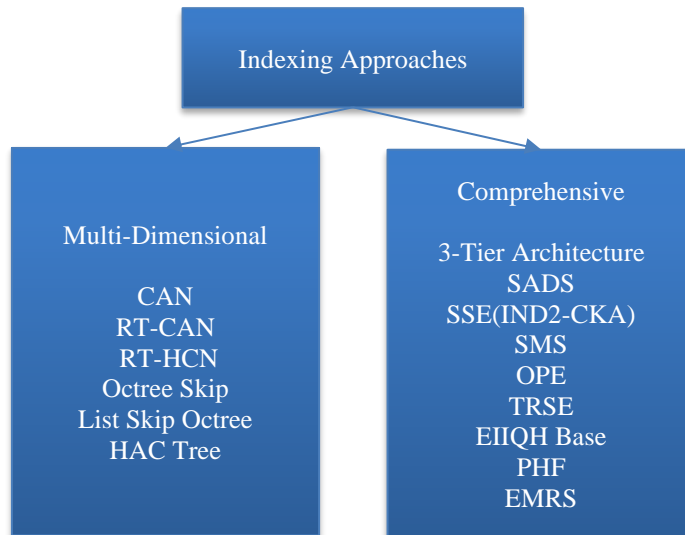 Indexing Approaches
Multi-Dimensional
CAN
RT-CAN
RT-HCN
Octree Skip
List Skip Octree
HAC Tree
Comprehensive
3-Tier Architecture
SADS
SSE(IND2-CKA)
SMS
OPE
TRSE
EIIQH Base
PHF
EMRS